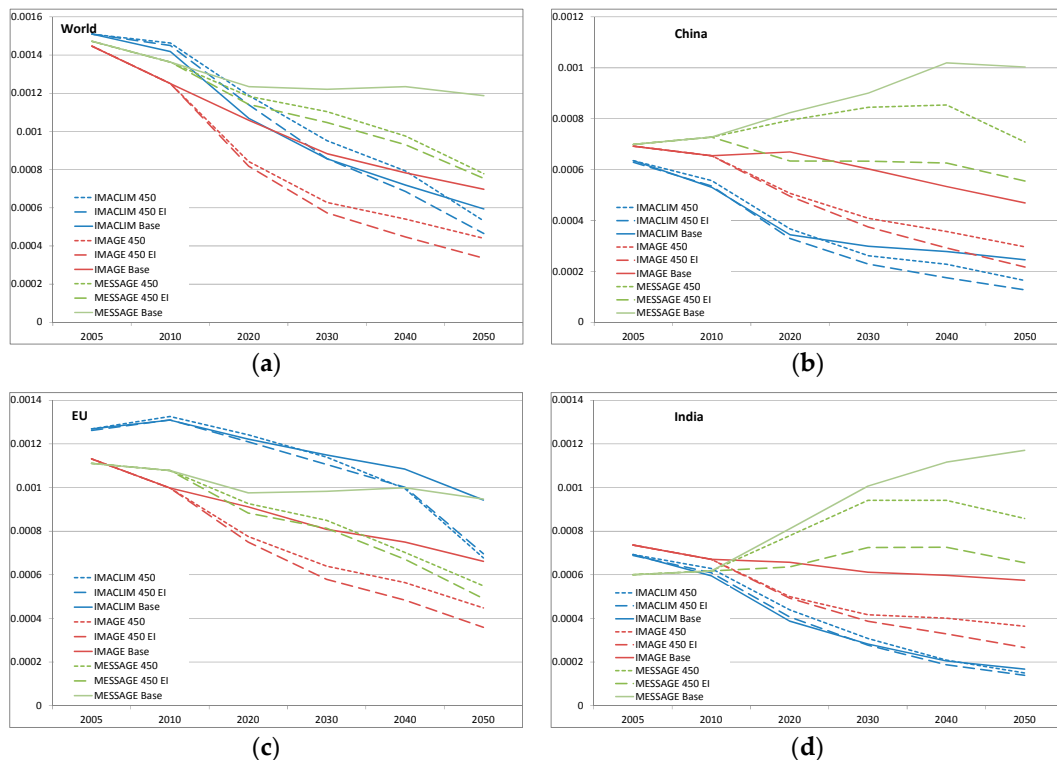 World
0.0016
0.0014
0.0012
0.001
0.0008
0.0006
0.0004
0.0002
0
IMACLIM 450
IMACLIM 450 EI
IMACLIM Base
IMAGE 450
IMAGE 450 EI
IMAGE Base
MESSAGE 450
MESSAGE 450 EI
MESSAGE Base
2005 2010 2020 2030 2040 2050
(a)
China
0.0012
0.001
0.0008
0.0006
0.0004
0.0002
0
IMACLIM 450
IMACLIM 450 EI
IMACLIM Base
IMAGE 450
IMAGE 450 EI
IMAGE Base
MESSAGE 450
MESSAGE 450 EI
MESSAGE Base
2005 2010 2020 2030 2040 2050
(b)
EU
0.0014
0.0012
0.001
0.0008
0.0006
0.0004
0.0002
0
IMACLIM 450
IMACLIM 450 EI
IMACLIM Base
IMAGE 450
IMAGE 450 EI
IMAGE Base
MESSAGE 450
MESSAGE 450 EI
MESSAGE Base
2005 2010 2020 2030 2040 2050
(c)
India
0.0014
0.0012
0.001
0.0008
0.0006
0.0004
0.0002
0
IMACLIM 450
IMACLIM 450 EI
IMACLIM Base
IMAGE 450
IMAGE 450 EI
IMAGE Base
MESSAGE 450
MESSAGE 450 EI
MESSAGE Base
2005 2010 2020 2030 2040 2050
(d)